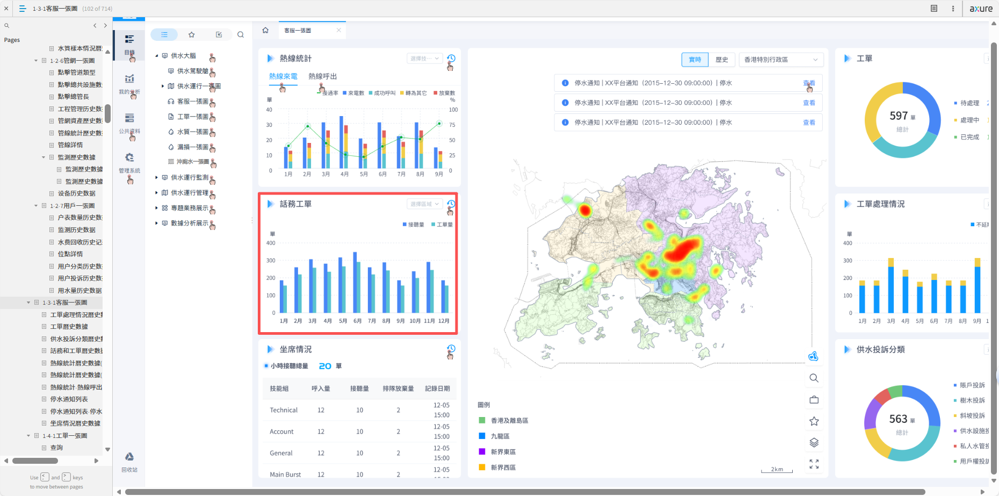 1-3-1客服一張圖 (102 of 714)
axure
Pages
水質樣本情況歷
1-2-6管網一張圖
點擊管道類型
點擊總共設施數
點擊總管長
工程管理历史数
管網資產歷史數
管線統計歷史數
管線詳情
監測歷史數據
監測歷史數據
監測歷史數據
设备历史数据
1-2-7用戶一張圖
户表数量历史数
监测历史数据
水费回收历史记
位點詳情
用户分类历史数
用户投诉历史数
用水量历史数据
1-3-1客服一張圖
工單處理情況曆史
工單曆史數據
供水投訴分類曆史
話務和工單曆史數據
熱線統計曆史數據(
熱線統計曆史數據(
熱線統計-熱線呼出
停水通知列表
停水通知列表-停水
坐席情況曆史數據
1-4-1工單一張圖
查詢
Use < , and > . keys
to move between pages
目錄
我的分析
公共資料
管理系統
回收站
供水大腦
供水駕駛艙
供水運行一張圖
客服一張圖
工單一張圖
水質一張圖
漏損一張圖
沖廁水一張圖
供水運行監測
供水運行管理
專題業務展示
數據分析展示
客服一張圖
熱線統計
選擇技...
熱線來電 熱線呼出
接通率 來電數 成功呼叫 轉為其它 放棄數
單 %
40 100
30 75
20 50
10 25
0 0
1月 2月 3月 4月 5月 6月 7月 8月 9月
話務工單
選擇區域
接聽量 工單量
單
400
300
200
100
0
1月 2月 3月 4月 5月 6月 7月 8月 9月 10月 11月 12月
坐席情況
小時接聽總量 20 單
技能組 呼入量 接聽量 排隊放棄量 記錄日期
Technical 12 10 2 12-05 15:00
Account 12 10 2 12-05 15:00
General 12 10 2 12-05 15:00
Main Burst 12 10 2 12-05
實時 歷史 香港特別行政區
停水通知 | XX平台通知（2015-12-30 09:00:00）| 停水 查看
停水通知 | XX平台通知（2015-12-30 09:00:00）| 停水 查看
停水通知 | XX平台通知（2015-12-30 09:00:00）| 停水 查看
圖例
香港及離島區
九龍區
新界東區
新界西區
2km
工單
597 單
總計
待處理
處理中
已完成
工單處理情況
不延
單
400
300
200
100
0
1月 2月 3月 4月 5月 6月 7月 8月 9月 1
供水投訴分類
563 單
總計
賬戶投訴
樹木投訴
斜坡投訴
供水設施投
私人水管投
用戶權投訴